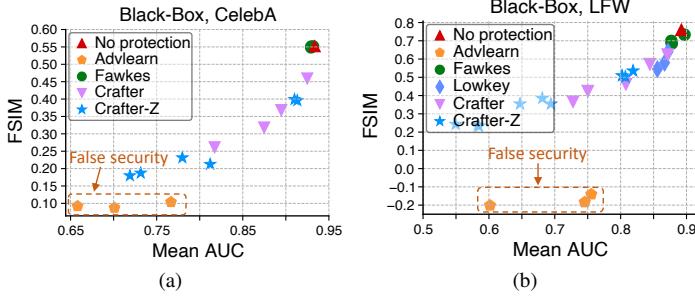 Black-Box, CelebA
FSIM
0.60
0.55
0.50
0.45
0.40
0.35
0.30
0.25
0.20
0.15
0.10
No protection
Advlearn
Fawkes
Crafter
Crafter-Z
False security
0.65
0.75
0.85
0.95
Mean AUC
(a)
Black-Box, LFW
FSIM
0.8
0.7
0.6
0.5
0.4
0.3
0.2
0.1
0.0
−0.1
−0.2
No protection
Advlearn
Fawkes
Lowkey
Crafter
Crafter-Z
False security
0.5
0.6
0.7
0.8
0.9
Mean AUC
(b)